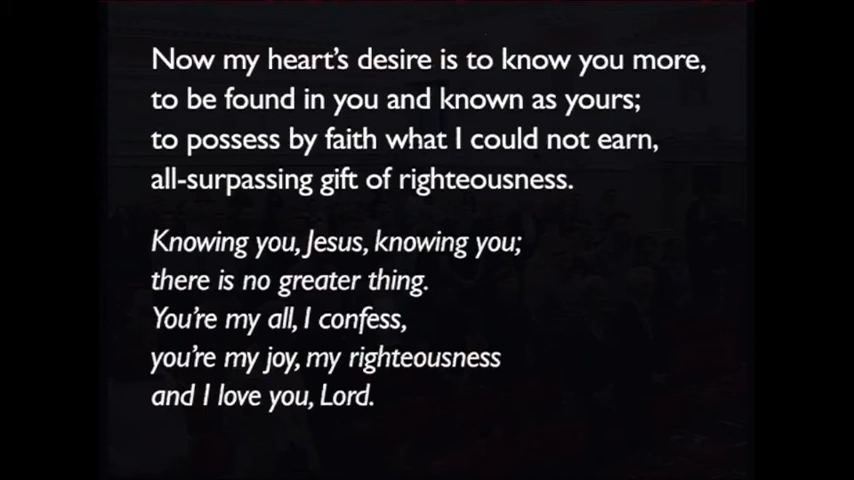 Now my heart's desire is to know you more,
to be found in you and known as yours;
to possess by faith what I could not earn,
all-surpassing gift of righteousness.
Knowing you, Jesus, knowing you;
there is no greater thing.
You're my all, I confess,
you're my joy, my righteousness
and I love you, Lord.